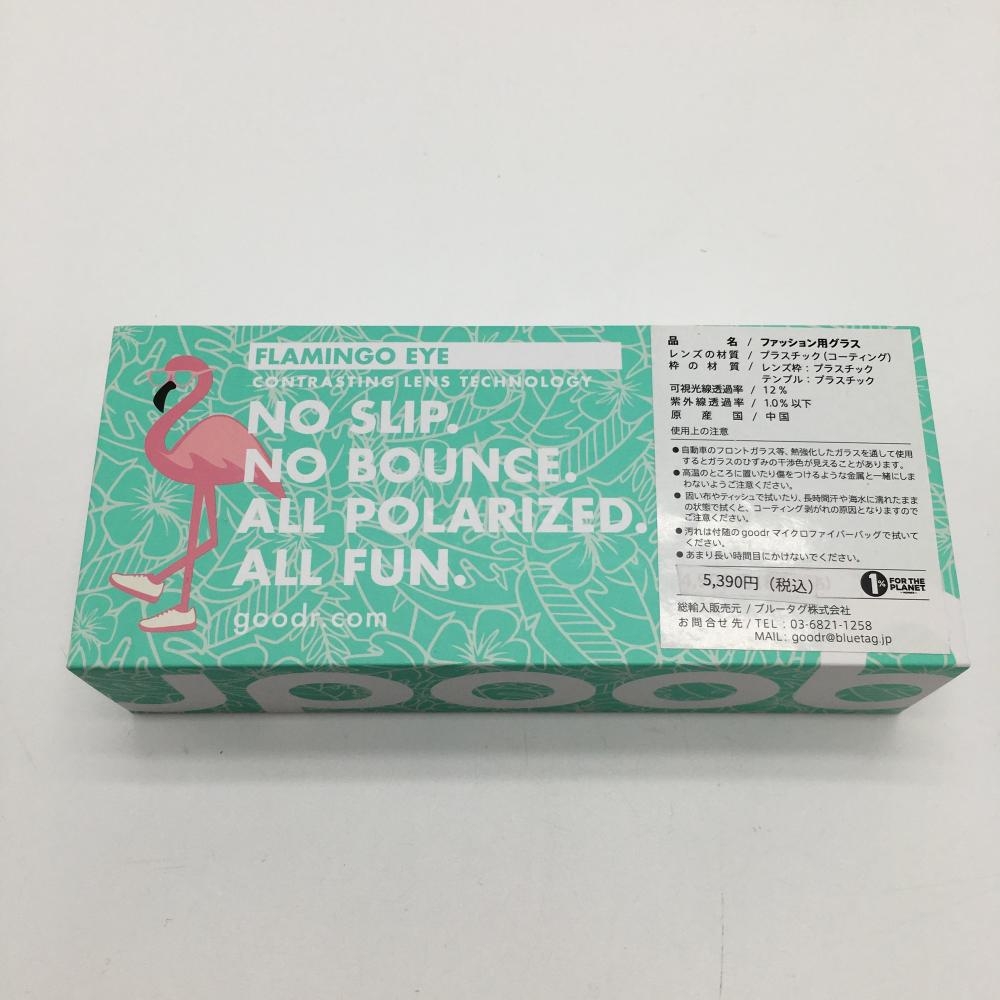 FLAMINGO EYE
CONTRASTING LENS TECHNOLOGY
NO SLIP.
NO BOUNCE.
ALL POLARIZED.
ALL FUN.
goodr.com
品名 / ファッション用グラス
レンズの材質 / プラスチック(コーティング)
枠の材質 / レンズ枠:プラスチック
テンプル:プラスチック
可視光線透過率 / 12%
紫外線透過率 / 1.0%以下
原産国 / 中国
使用上の注意
●自動車のフロントガラス等、熱強化したガラスを通して使用
するとガラスのひずみの干渉色が見えることがあります。
●高温のところに置いたり傷をつけるような金属と一緒にしま
わないようご注意ください。
●固い布やティッシュで拭いたり、長時間汗や海水に濡れたまま
の状態で拭くと、コーティング剥がれの原因となりますので
ご注意ください。
●汚れは付随のgoodrマイクロファイバーバッグで拭いて
ください。
●あまり長い時間目にかけないでください。
5,390円(税込)
1% FOR THE
PLANET
総輸入販売元 / ブルータグ株式会社
お問合せ先 / TEL : 03-6821-1258
MAIL: goodr@bluetag.jp
goodr